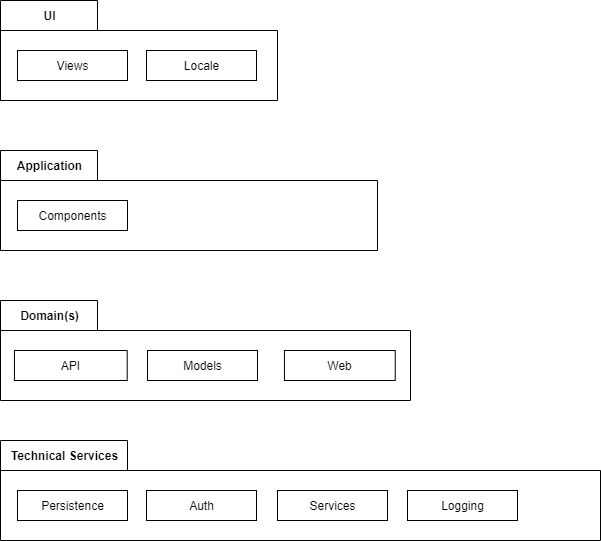 UI
Views Locale
Application
Components
Domain(s)
API Models Web
Technical Services
Persistence Auth Services Logging